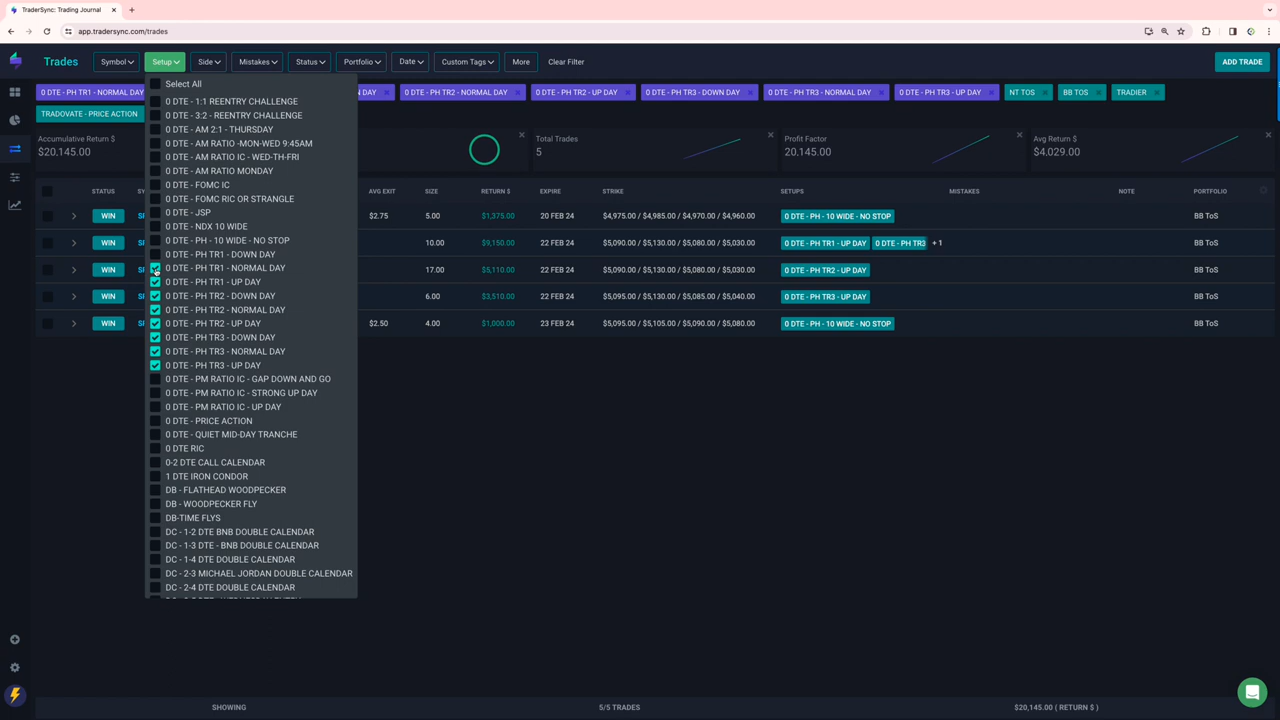 TraderSync: Trading Journal
app.tradersync.com/trades
Trades
Symbol
Setup
Side
Mistakes
Status
Portfolio
Date
Custom Tags
More
Clear Filter
ADD TRADE
0 DTE - PH TR1 - NORMAL DAY
DAY
0 DTE - PH TR2 - NORMAL DAY
0 DTE - PH TR2 - UP DAY
0 DTE - PH TR3 - DOWN DAY
0 DTE - PH TR3 - NORMAL DAY
0 DTE - PH TR3 - UP DAY
NT TOS
BB TOS
TRADIER
TRADOVATE - PRICE ACTION
Accumulative Return $
$20,145.00
Total Trades
5
Profit Factor
20,145.00
Avg Return $
$4,029.00
STATUS
AVG EXIT
SIZE
RETURN $
EXPIRE
STRIKE
SETUPS
MISTAKES
NOTE
PORTFOLIO
WIN
$2.75
5.00
$1,375.00
20 FEB 24
$4,975.00 / $4,985.00 / $4,970.00 / $4,960.00
0 DTE - PH - 10 WIDE - NO STOP
BB ToS
WIN
10.00
$9,150.00
22 FEB 24
$5,090.00 / $5,130.00 / $5,080.00 / $5,030.00
0 DTE - PH TR1 - UP DAY
0 DTE - PH TR3
+ 1
BB ToS
WIN
17.00
$5,110.00
22 FEB 24
$5,090.00 / $5,130.00 / $5,080.00 / $5,030.00
0 DTE - PH TR2 - UP DAY
BB ToS
WIN
6.00
$3,510.00
22 FEB 24
$5,095.00 / $5,130.00 / $5,085.00 / $5,040.00
0 DTE - PH TR3 - UP DAY
BB ToS
WIN
$2.50
4.00
$1,000.00
23 FEB 24
$5,095.00 / $5,105.00 / $5,090.00 / $5,080.00
0 DTE - PH - 10 WIDE - NO STOP
BB ToS
Select All
0 DTE - 1:1 REENTRY CHALLENGE
0 DTE - 3:2 - REENTRY CHALLENGE
0 DTE - AM 2:1 - THURSDAY
0 DTE - AM RATIO -MON-WED 9:45AM
0 DTE - AM RATIO IC - WED-TH-FRI
0 DTE - AM RATIO MONDAY
0 DTE - FOMC IC
0 DTE - FOMC RIC OR STRANGLE
0 DTE - JSP
0 DTE - NDX 10 WIDE
0 DTE - PH - 10 WIDE - NO STOP
0 DTE - PH TR1 - DOWN DAY
0 DTE - PH TR1 - NORMAL DAY
0 DTE - PH TR1 - UP DAY
0 DTE - PH TR2 - DOWN DAY
0 DTE - PH TR2 - NORMAL DAY
0 DTE - PH TR2 - UP DAY
0 DTE - PH TR3 - DOWN DAY
0 DTE - PH TR3 - NORMAL DAY
0 DTE - PH TR3 - UP DAY
0 DTE - PM RATIO IC - GAP DOWN AND GO
0 DTE - PM RATIO IC - STRONG UP DAY
0 DTE - PM RATIO IC - UP DAY
0 DTE - PRICE ACTION
0 DTE - QUIET MID-DAY TRANCHE
0 DTE RIC
0-2 DTE CALL CALENDAR
1 DTE IRON CONDOR
DB - FLATHEAD WOODPECKER
DB - WOODPECKER FLY
DB-TIME FLYS
DC - 1-2 DTE BNB DOUBLE CALENDAR
DC - 1-3 DTE - BNB DOUBLE CALENDAR
DC - 1-4 DTE DOUBLE CALENDAR
DC - 2-3 MICHAEL JORDAN DOUBLE CALENDAR
DC - 2-4 DTE DOUBLE CALENDAR
SHOWING
5/5 TRADES
$20,145.00 ( RETURN $ )